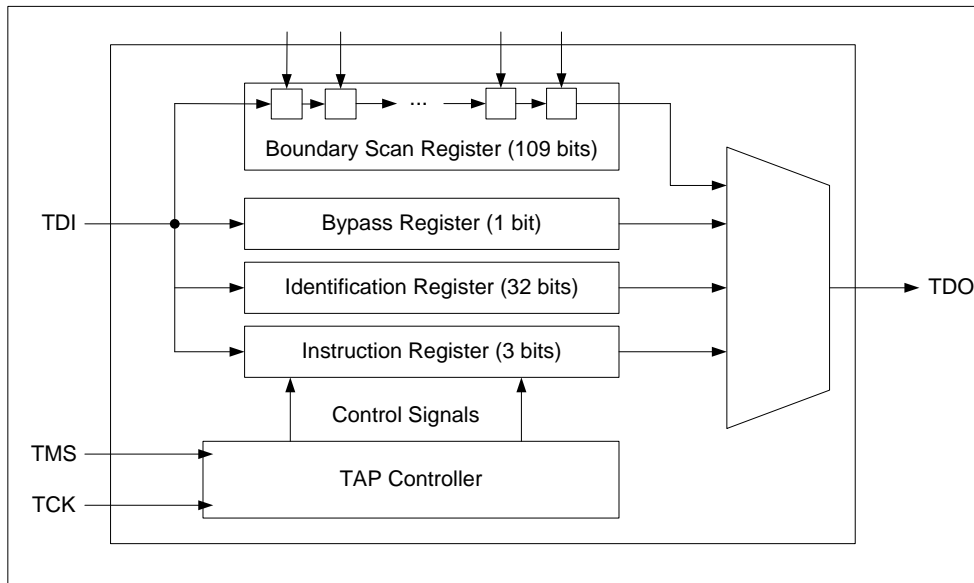 ...
Boundary Scan Register (109 bits)
TDI
Bypass Register (1 bit)
Identification Register (32 bits)
TDO
Instruction Register (3 bits)
Control Signals
TMS
TAP Controller
TCK